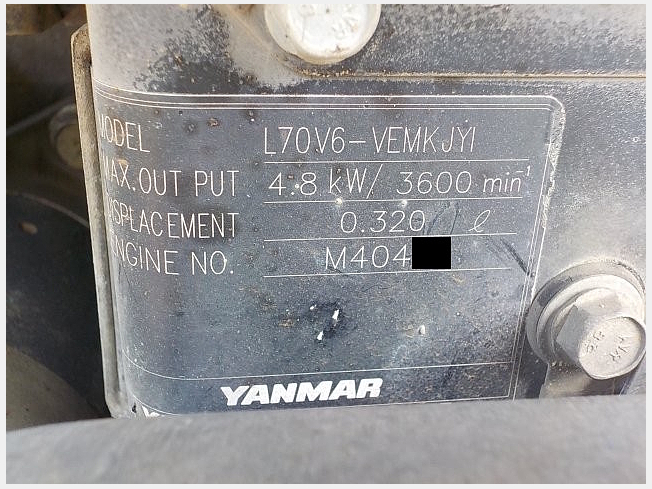 MODEL L70V6-VEMKJYI
MAX. OUT PUT 4.8 kW/ 3600 min⁻¹
DISPLACEMENT 0.320 ℓ
ENGINE NO. M404
YANMAR